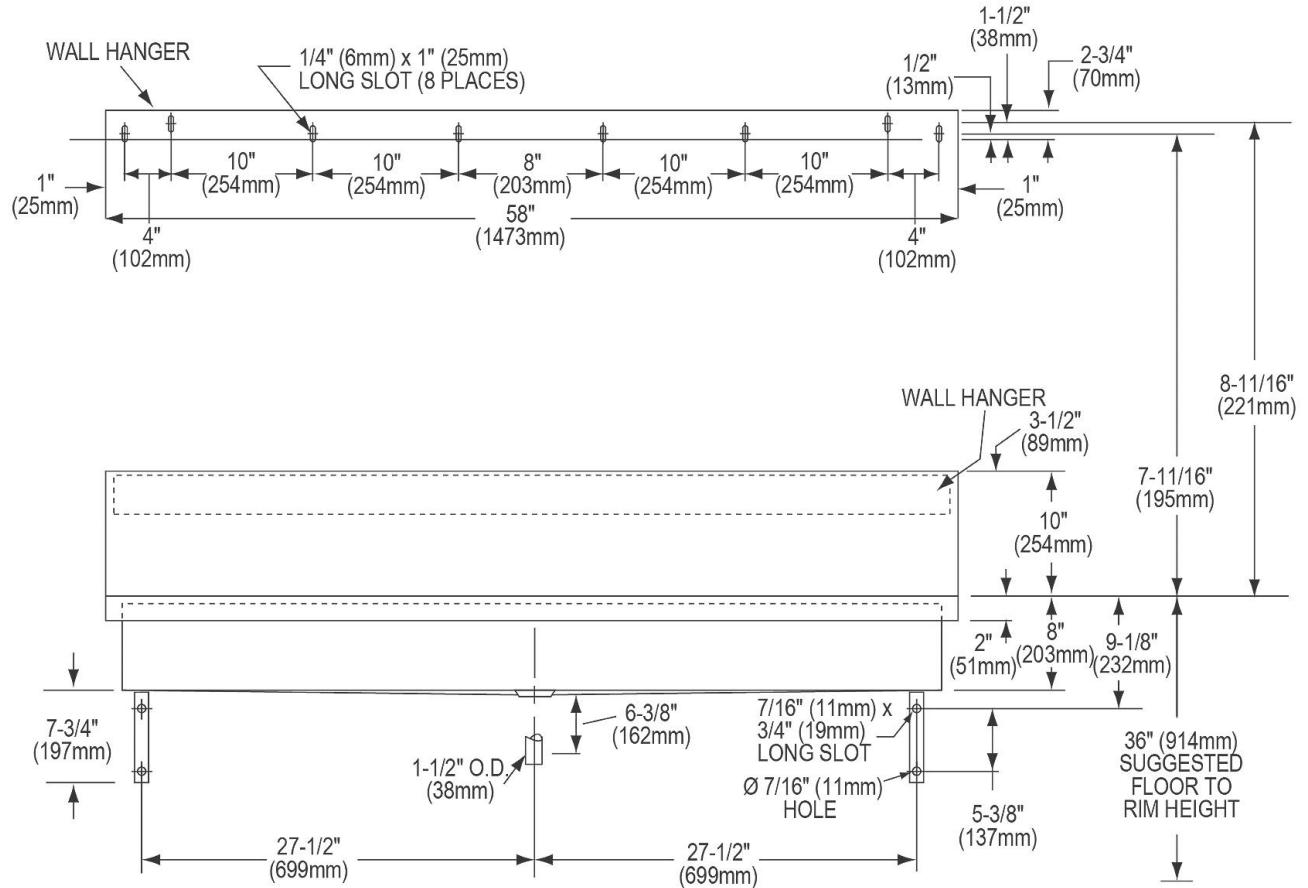 WALL HANGER
1/4" (6mm) x 1" (25mm)
LONG SLOT (8 PLACES)
1-1/2"
(38mm)
1/2"
(13mm)
2-3/4"
(70mm)
10"
(254mm)
10"
(254mm)
8"
(203mm)
10"
(254mm)
10"
(254mm)
1"
(25mm)
1"
(25mm)
58"
(1473mm)
4"
(102mm)
4"
(102mm)
8-11/16"
(221mm)
WALL HANGER
3-1/2"
(89mm)
7-11/16"
(195mm)
10"
(254mm)
2"
(51mm)
8"
(203mm)
9-1/8"
(232mm)
7-3/4"
(197mm)
6-3/8"
(162mm)
7/16" (11mm) x
3/4" (19mm)
LONG SLOT
1-1/2" O.D.
(38mm)
Ø 7/16" (11mm)
HOLE
36" (914mm)
SUGGESTED
FLOOR TO
RIM HEIGHT
5-3/8"
(137mm)
27-1/2"
(699mm)
27-1/2"
(699mm)